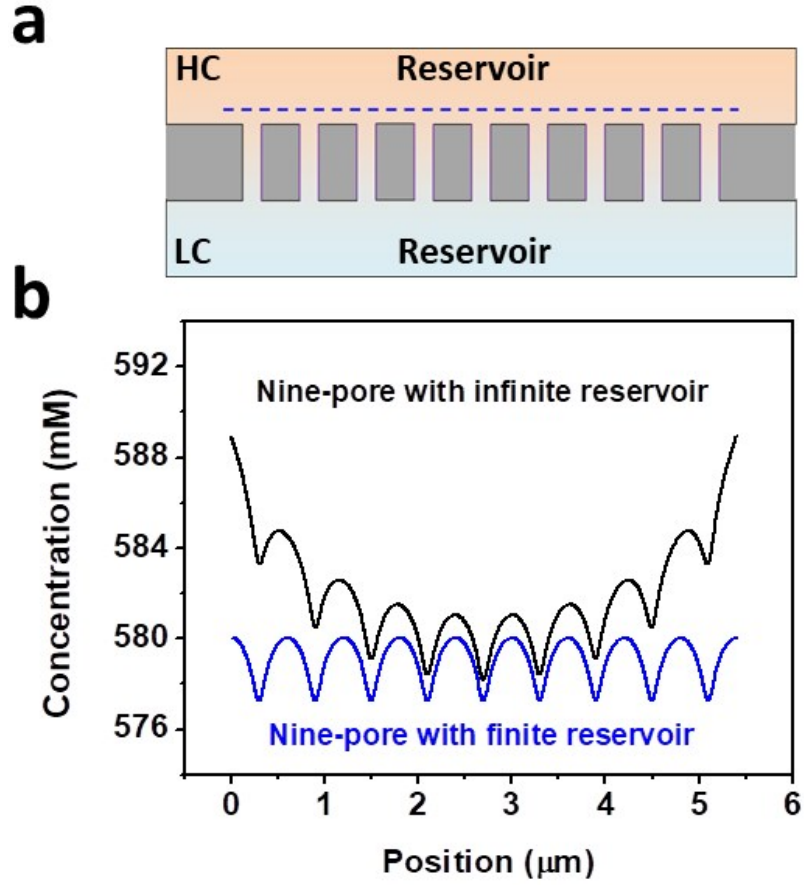 a
HC Reservoir
LC Reservoir
b
Concentration (mM)
592
588
584
580
576
Nine-pore with infinite reservoir
Nine-pore with finite reservoir
0 1 2 3 4 5 6
Position (μm)